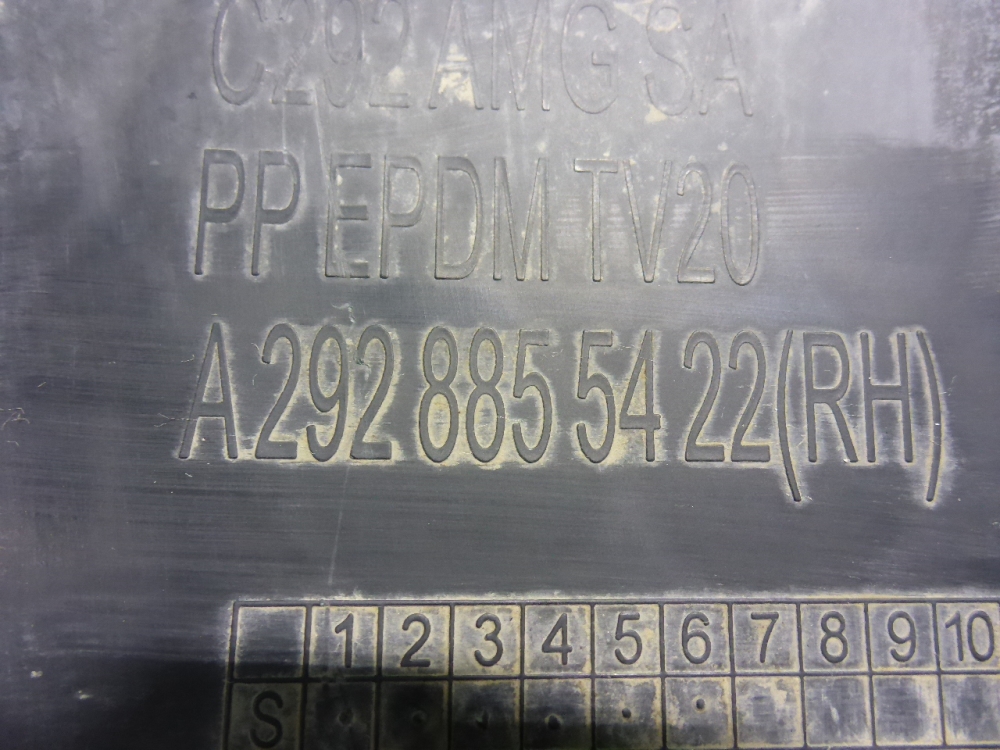 C292 AMG SA
PP EPDM TV20
A 292 885 54 22 (RH)
1 2 3 4 5 6 7 8 9 10
S